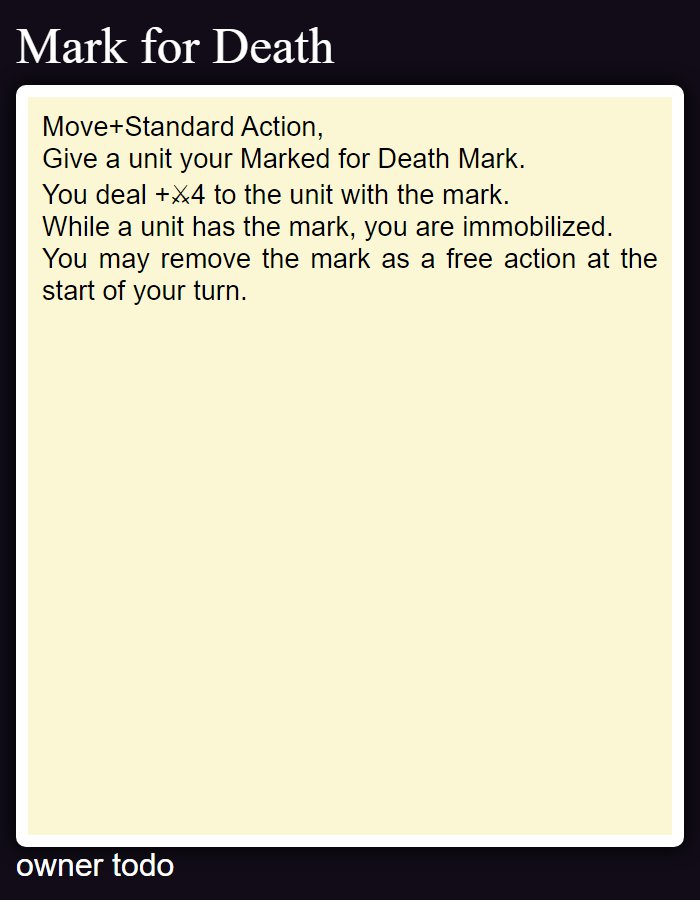 Mark for Death
Move+Standard Action,
Give a unit your Marked for Death Mark.
You deal +⚔4 to the unit with the mark.
While a unit has the mark, you are immobilized.
You may remove the mark as a free action at the
start of your turn.
owner todo